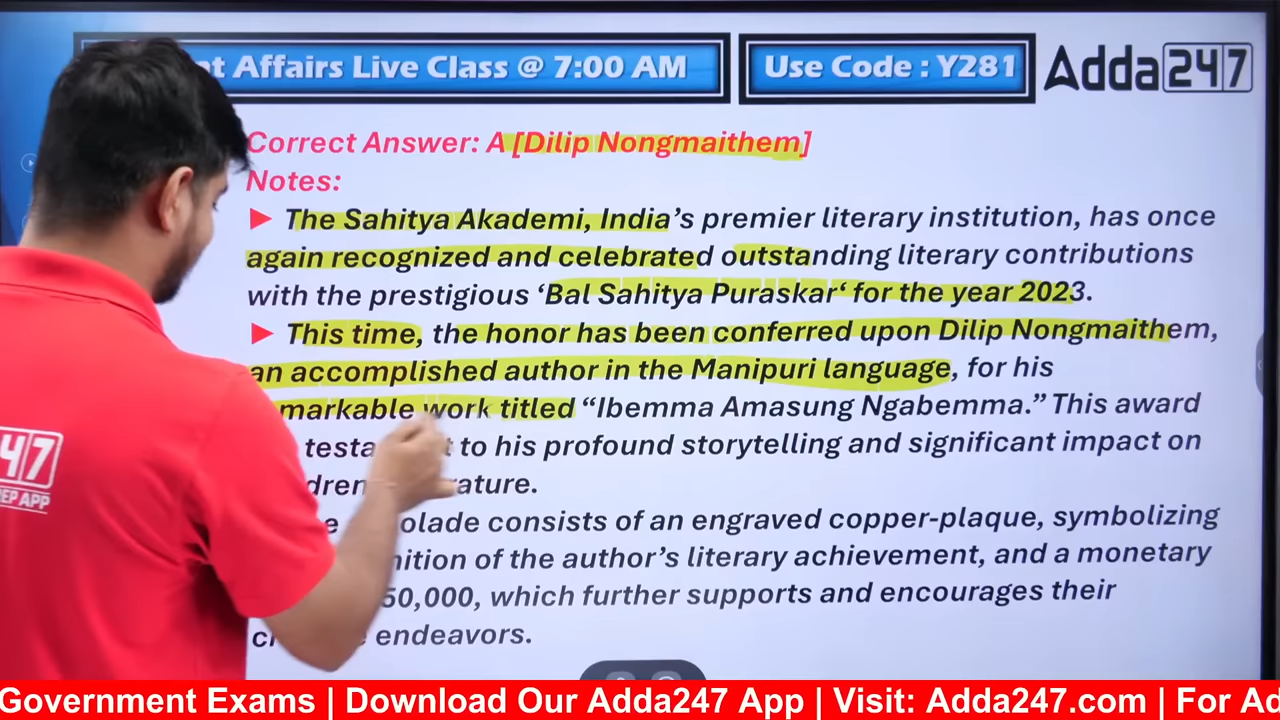 nt Affairs Live Class @ 7:00 AM
Use Code : Y281
Adda247
Correct Answer: A [Dilip Nongmaithem]
Notes:
► The Sahitya Akademi, India’s premier literary institution, has once
again recognized and celebrated outstanding literary contributions
with the prestigious ‘Bal Sahitya Puraskar‘ for the year 2023.
► This time, the honor has been conferred upon Dilip Nongmaithem,
an accomplished author in the Manipuri language, for his
markable work titled “Ibemma Amasung Ngabemma.” This award
testa t to his profound storytelling and significant impact on
dren rature.
e olade consists of an engraved copper-plaque, symbolizing
nition of the author’s literary achievement, and a monetary
50,000, which further supports and encourages their
c e endeavors.
47
EP APP
Government Exams | Download Our Adda247 App | Visit: Adda247.com | For Ad